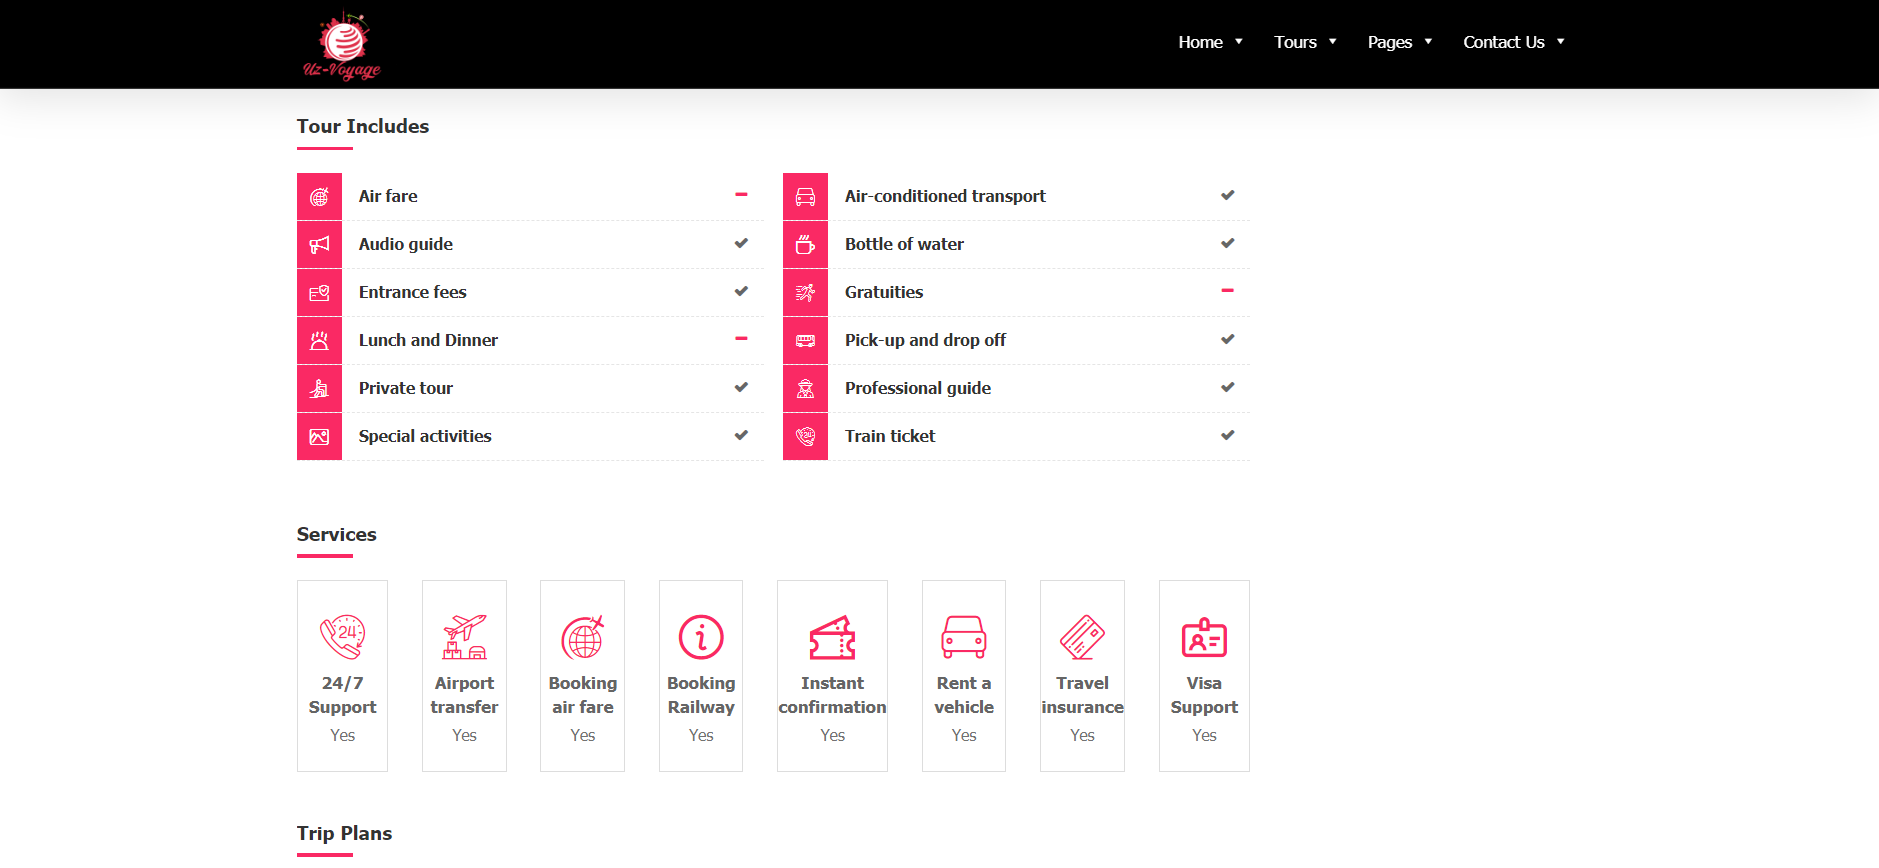 Uz-Voyage
Home
Tours
Pages
Contact Us
Tour Includes
Air fare
Air-conditioned transport
Audio guide
Bottle of water
Entrance fees
Gratuities
Lunch and Dinner
Pick-up and drop off
Private tour
Professional guide
Special activities
Train ticket
Services
24
24/7
Support
Yes
Airport
transfer
Yes
Booking
air fare
Yes
Booking
Railway
Yes
Instant
confirmation
Yes
Rent a
vehicle
Yes
Travel
insurance
Yes
Visa
Support
Yes
Trip Plans